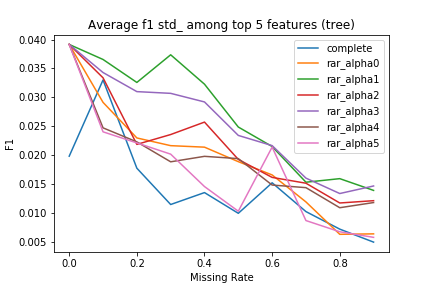 Average f1 std_ among top 5 features (tree)
0.040
0.035
0.030
0.025
0.020
0.015
0.010
0.005
F1
0.0
0.2
0.4
0.6
0.8
Missing Rate
complete
rar_alpha0
rar_alpha1
rar_alpha2
rar_alpha3
rar_alpha4
rar_alpha5